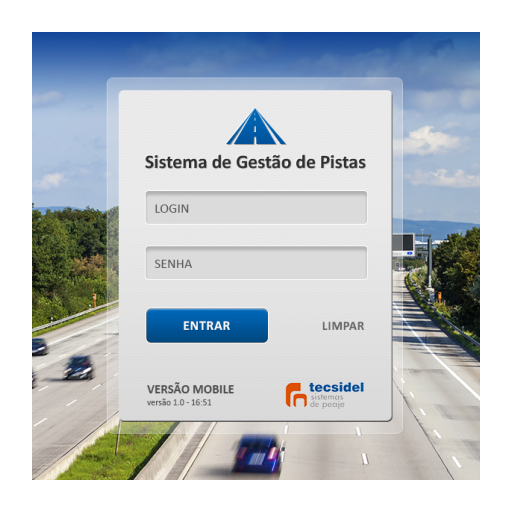 Sistema de Gestão de Pistas
LOGIN
SENHA
ENTRAR
LIMPAR
VERSÃO MOBILE
versão 1.0 - 16:51
tecsidel
sistemas
de peaje